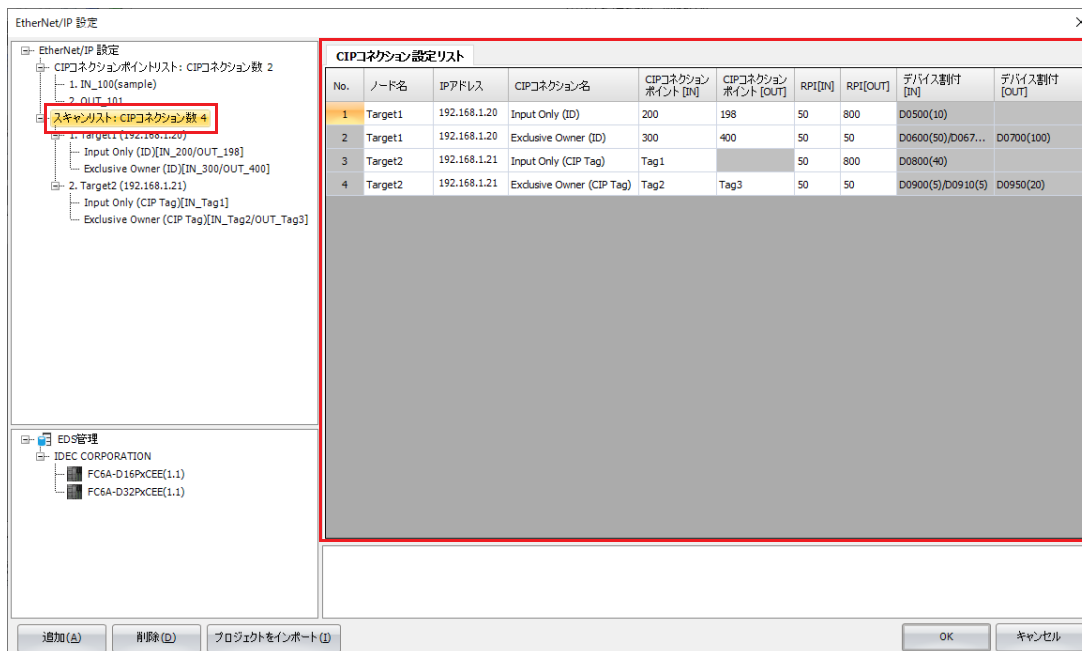 EtherNet/IP 設定
EtherNet/IP 設定
CIPコネクションポイントリスト: CIPコネクション数 2
1. IN_100(sample)
2. OUT_101
スキャンリスト: CIPコネクション数 4
1. Target1 (192.168.1.20)
Input Only (ID)[IN_200/OUT_198]
Exclusive Owner (ID)[IN_300/OUT_400]
2. Target2 (192.168.1.21)
Input Only (CIP Tag)[IN_Tag1]
Exclusive Owner (CIP Tag)[IN_Tag2/OUT_Tag3]
EDS管理
IDEC CORPORATION
FC6A-D16PxCEE(1.1)
FC6A-D32PxCEE(1.1)
CIPコネクション設定リスト
No. ノード名 IPアドレス CIPコネクション名 CIPコネクションポイント [IN] CIPコネクションポイント [OUT] RPI[IN] RPI[OUT] デバイス割付[IN] デバイス割付[OUT]
1 Target1 192.168.1.20 Input Only (ID) 200 198 50 800 D0500(10)
2 Target1 192.168.1.20 Exclusive Owner (ID) 300 400 50 50 D0600(50)/D067... D0700(100)
3 Target2 192.168.1.21 Input Only (CIP Tag) Tag1 50 800 D0800(40)
4 Target2 192.168.1.21 Exclusive Owner (CIP Tag) Tag2 Tag3 50 50 D0900(5)/D0910(5) D0950(20)
追加(A) 削除(D) プロジェクトをインポート(I) OK キャンセル